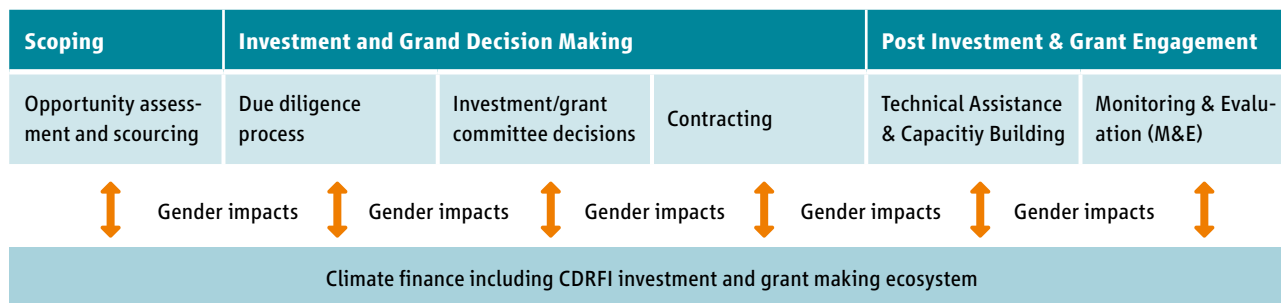 Scoping
Investment and Grand Decision Making
Post Investment & Grant Engagement
Opportunity assess-
ment and scourcing
Due diligence
process
Investment/grant
committee decisions
Contracting
Technical Assistance
& Capacitiy Building
Monitoring & Evalu-
ation (M&E)
Gender impacts
Gender impacts
Gender impacts
Gender impacts
Gender impacts
Climate finance including CDRFI investment and grant making ecosystem